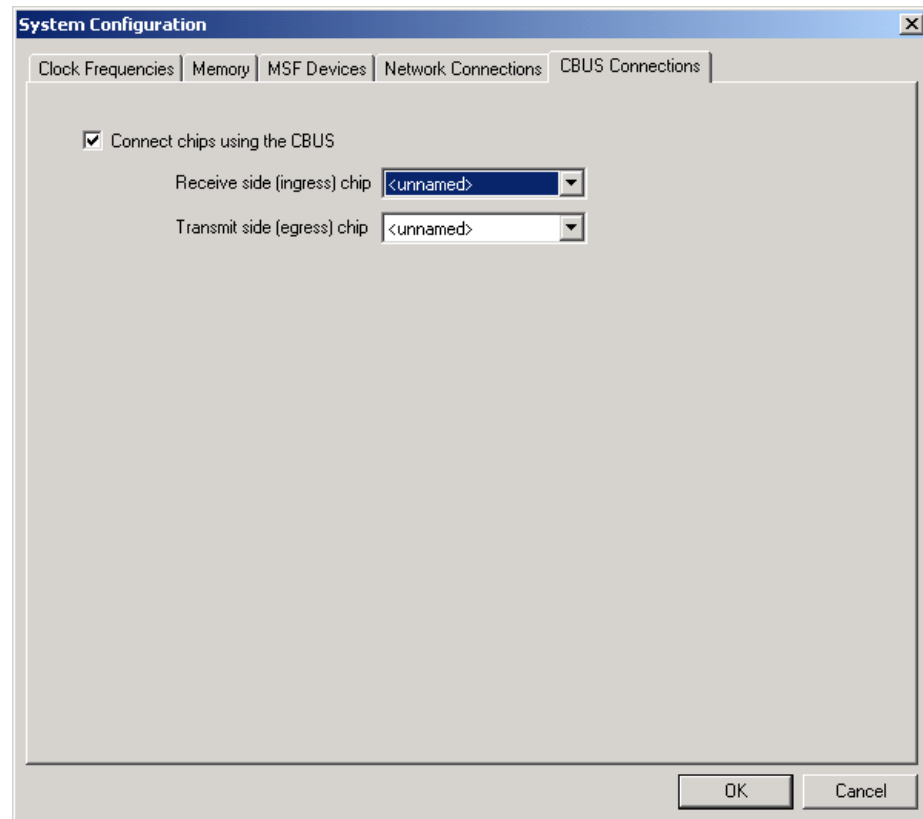 System Configuration
Clock Frequencies Memory MSF Devices Network Connections CBUS Connections
Connect chips using the CBUS
Receive side (ingress) chip <unnamed>
Transmit side (egress) chip <unnamed>
OK Cancel